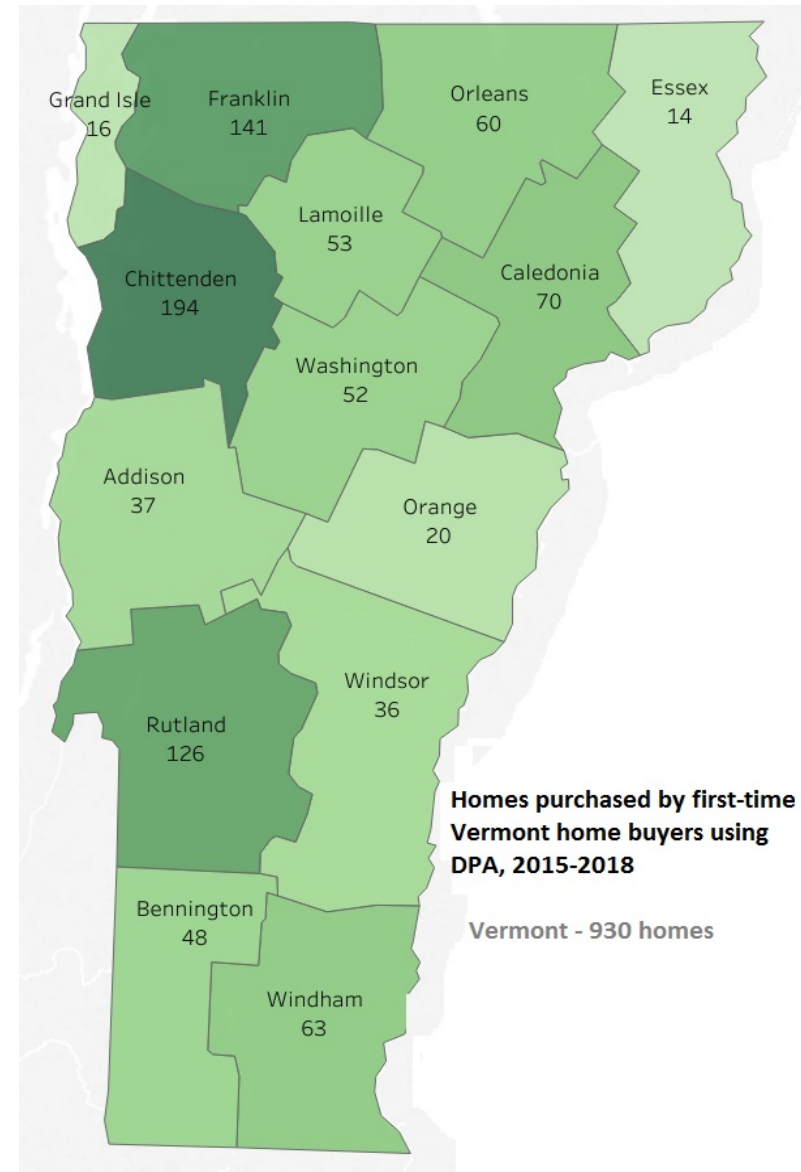 Grand Isle
16
Franklin
141
Orleans
60
Essex
14
Lamoille
53
Chittenden
194
Caledonia
70
Washington
52
Addison
37
Orange
20
Windsor
36
Rutland
126
Homes purchased by first-time
Vermont home buyers using
DPA, 2015-2018
Vermont - 930 homes
Bennington
48
Windham
63